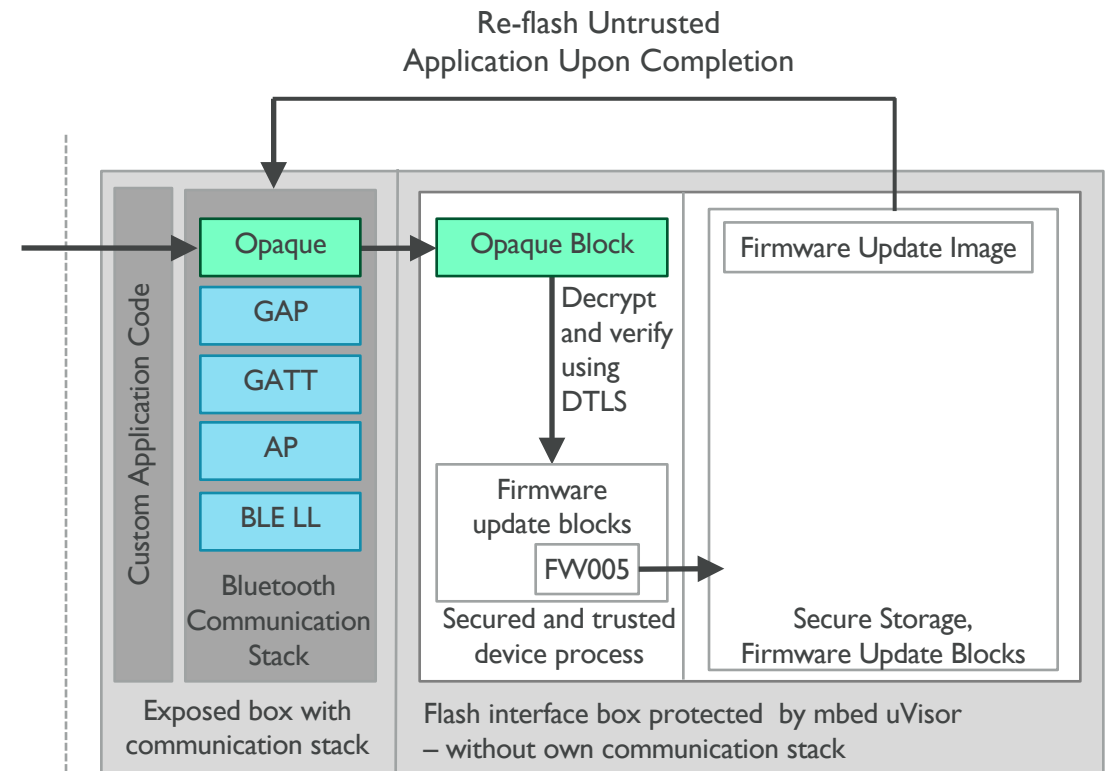 Re-flash Untrusted
Application Upon Completion
Custom Application Code
Opaque
GAP
GATT
AP
BLE LL
Bluetooth
Communication
Stack
Exposed box with
communication stack
Opaque Block
Decrypt
and verify
using
DTLS
Firmware
update blocks
FW005
Secured and trusted
device process
Firmware Update Image
Secure Storage,
Firmware Update Blocks
Flash interface box protected by mbed uVisor
– without own communication stack